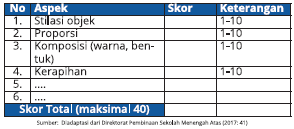 No Aspek Skor Keterangan
1. Stilasi objek 1-10
2. Proporsi 1-10
3. Komposisi (warna, ben-
tuk) 1-10
4. Kerapihan 1-10
5. ....
6. ....
Skor Total (maksimal 40)
Sumber: Diadaptasi dari Direktorat Pembinaan Sekolah Menengah Atas (2017: 41)